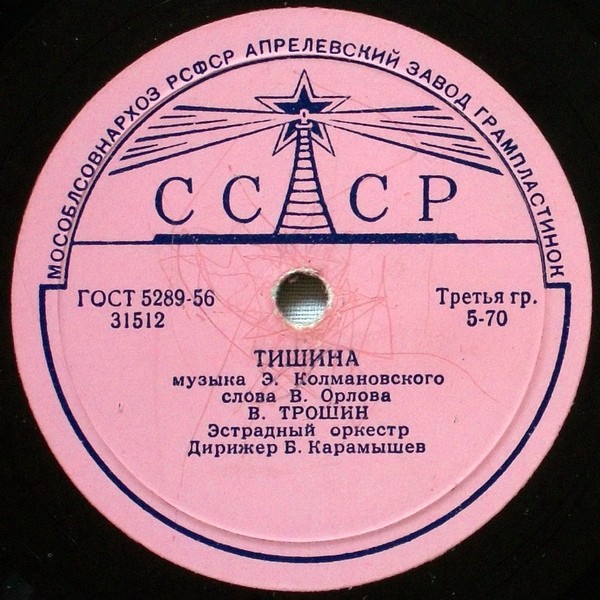 МОСОБЛСОВНАРХОЗ РСФСР АПРЕЛЕВСКИЙ ЗАВОД ГРАМПЛАСТИНОК
СССР
ГОСТ 5289-56
31512
Третья гр.
5-70
ТИШИНА
музыка Э. Колмановского
слова В. Орлова
В. ТРОШИН
Эстрадный оркестр
Дирижер Б. Карамышев